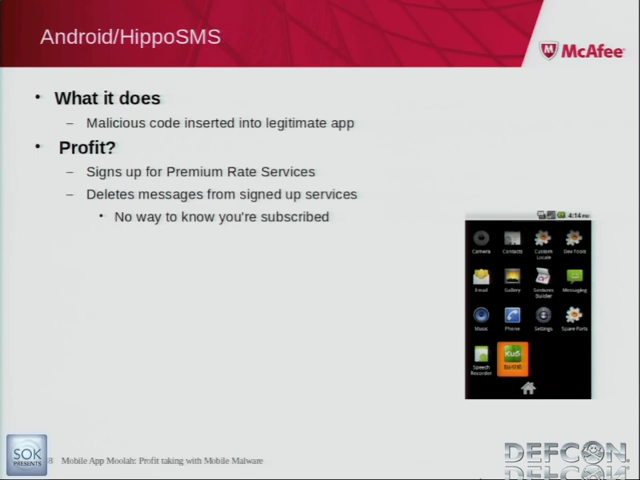 Android/HippoSMS
McAfee
• What it does
– Malicious code inserted into legitimate app
• Profit?
– Signs up for Premium Rate Services
– Deletes messages from signed up services
• No way to know you're subscribed
4:14 PM
Camera Contacts Custom Locale Dev Tools
Email Gallery Gestures Builder Messaging
Music Phone Settings Spare Parts
Speech Recorder
SOK
PRESENTS
8 Mobile App Moolah: Profit taking with Mobile Malware
DEFCON